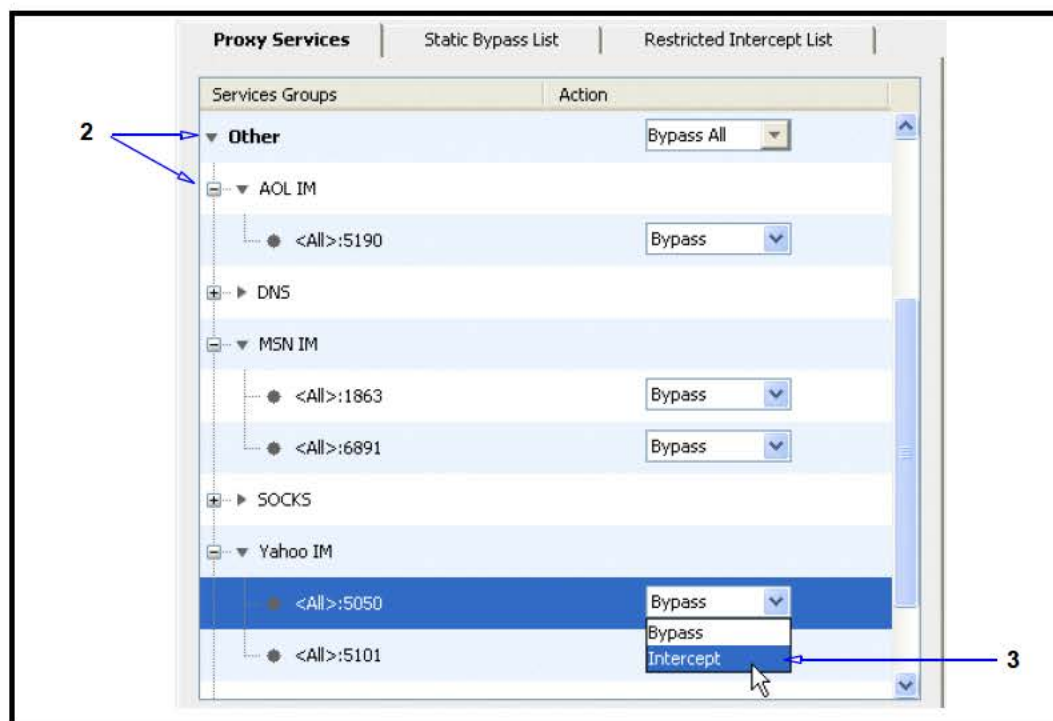 Proxy Services Static Bypass List Restricted Intercept List
Services Groups Action
2
Other Bypass All
AOL IM
<All>:5190 Bypass
DNS
MSN IM
<All>:1863 Bypass
<All>:6891 Bypass
SOCKS
Yahoo IM
<All>:5050 Bypass
Bypass
Intercept
<All>:5101
3